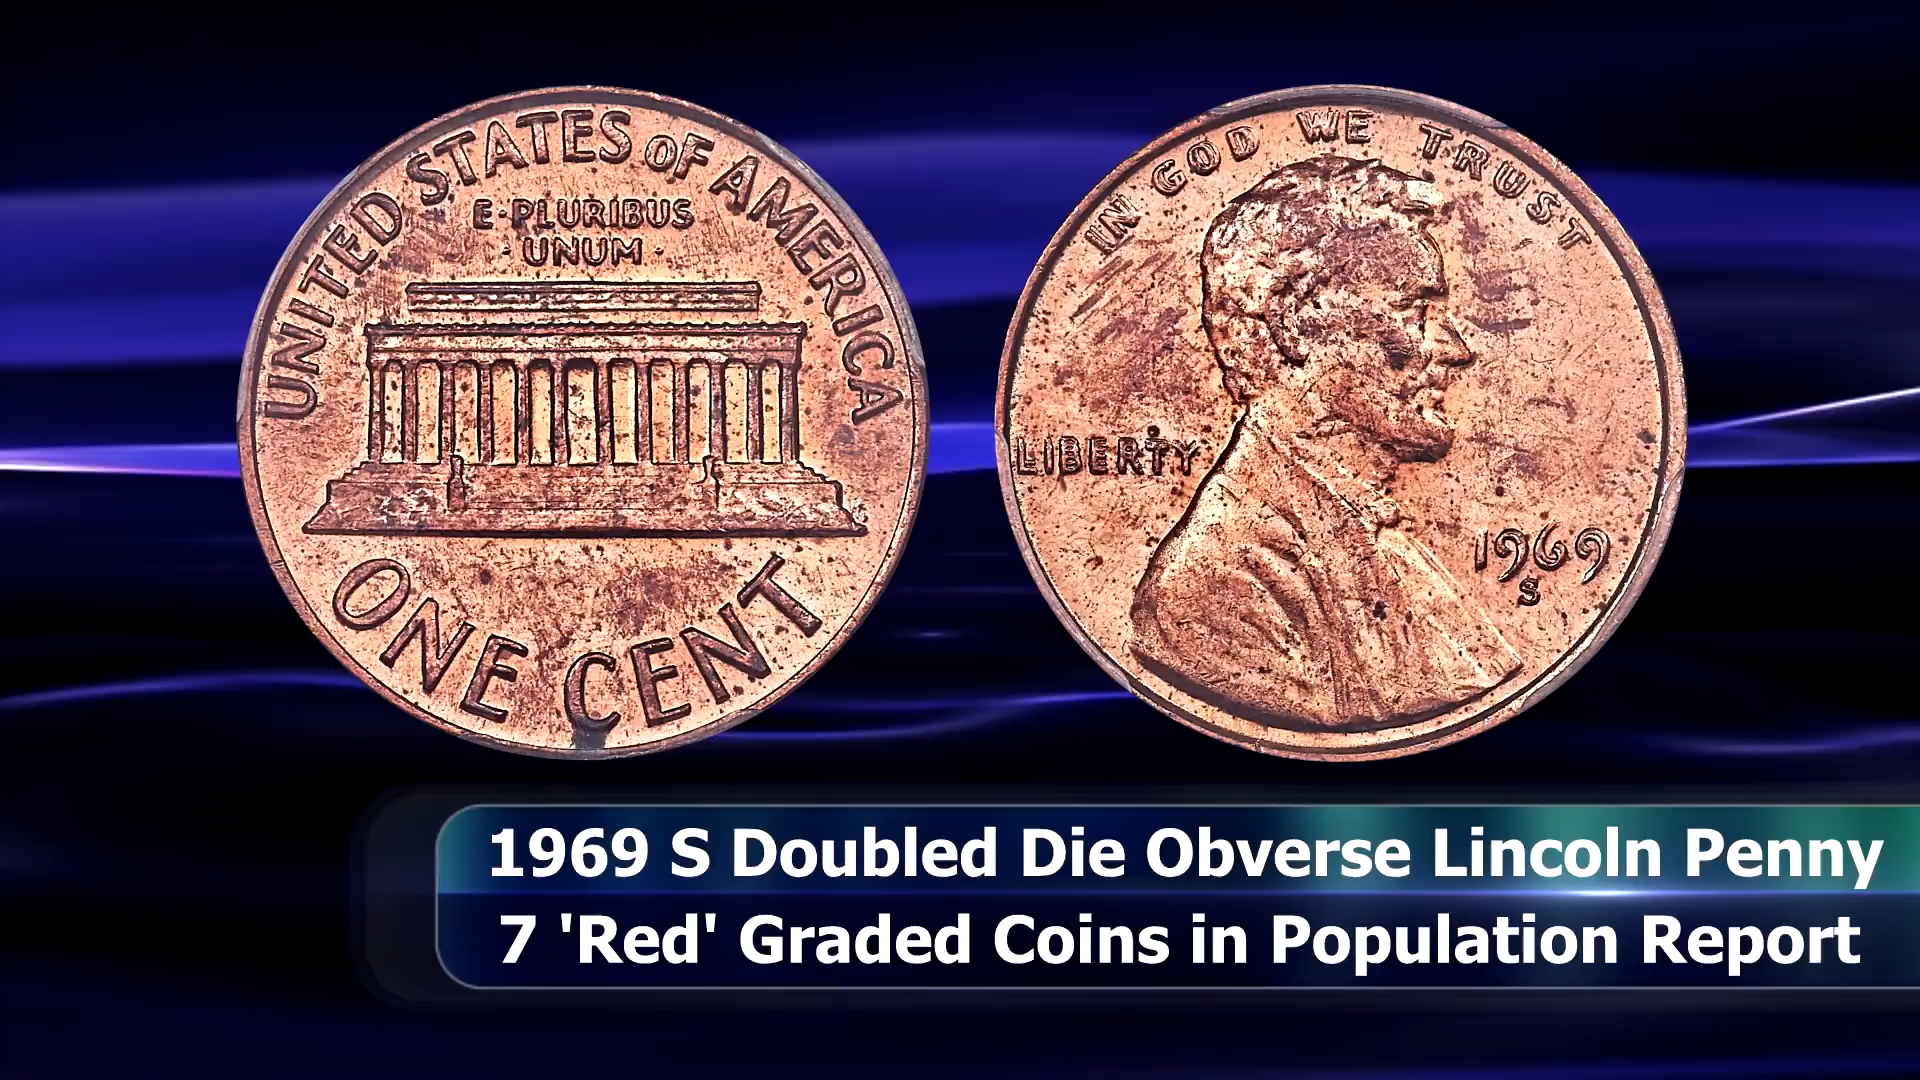 UNITED STATES OF AMERICA
E·PLURIBUS
·UNUM·
ONE CENT
IN GOD WE TRUST
LIBERTY
1969
S
1969 S Doubled Die Obverse Lincoln Penny
7 'Red' Graded Coins in Population Report